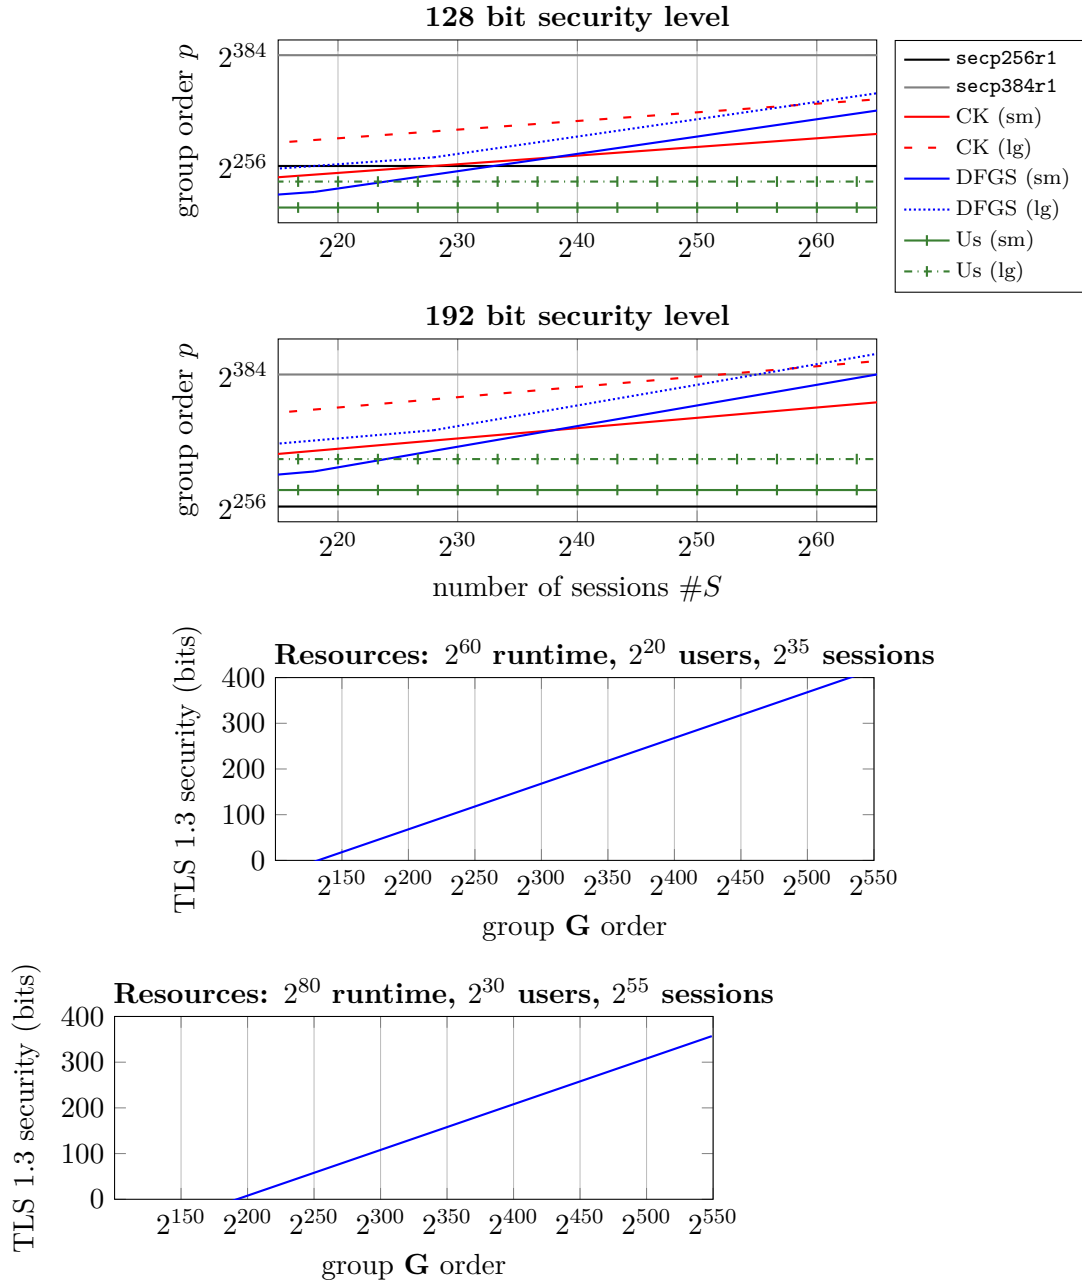 128 bit security level
group order p
2^384
2^256
2^20 2^30 2^40 2^50 2^60
secp256r1
secp384r1
CK (sm)
CK (lg)
DFGS (sm)
DFGS (lg)
Us (sm)
Us (lg)
192 bit security level
group order p
2^384
2^256
2^20 2^30 2^40 2^50 2^60
number of sessions #S
Resources: 2^60 runtime, 2^20 users, 2^35 sessions
TLS 1.3 security (bits)
400
300
200
100
0
2^150 2^200 2^250 2^300 2^350 2^400 2^450 2^500 2^550
group G order
Resources: 2^80 runtime, 2^30 users, 2^55 sessions
TLS 1.3 security (bits)
400
300
200
100
0
2^150 2^200 2^250 2^300 2^350 2^400 2^450 2^500 2^550
group G order